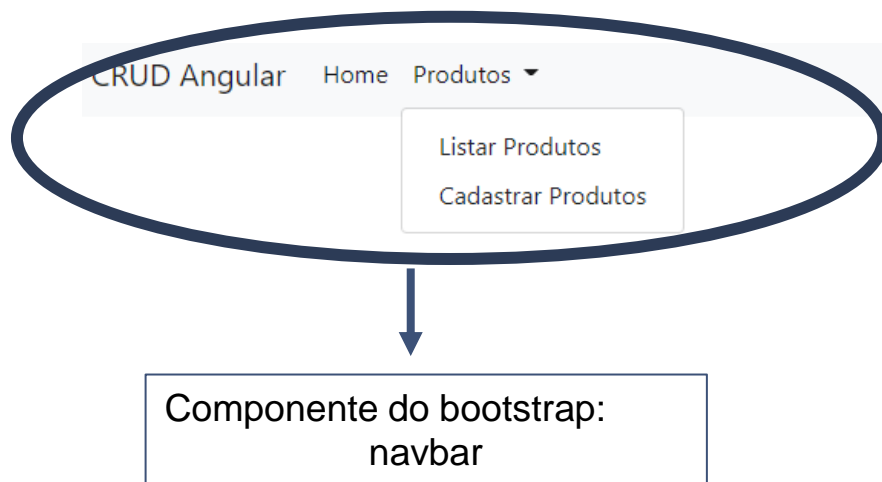 CRUD Angular Home Produtos
Listar Produtos
Cadastrar Produtos
Componente do bootstrap:
navbar